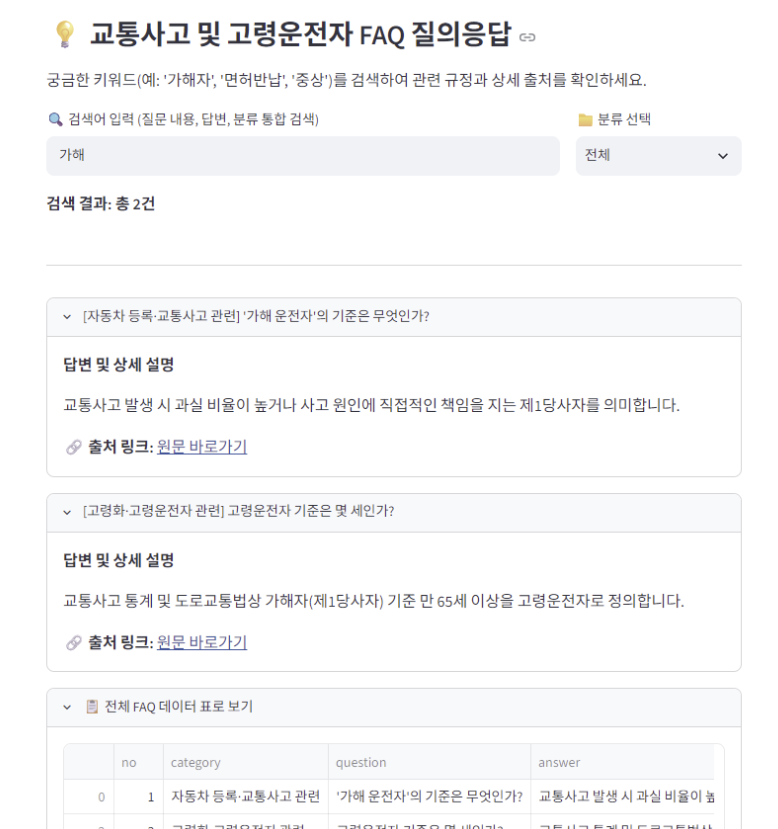 교통사고 및 고령운전자 FAQ 질의응답
궁금한 키워드(예: '가해자', '면허반납', '중상')를 검색하여 관련 규정과 상세 출처를 확인하세요.
검색어 입력 (질문 내용, 답변, 분류 통합 검색)
분류 선택
가해
전체
검색 결과: 총 2건
[자동차 등록·교통사고 관련] '가해 운전자'의 기준은 무엇인가?
답변 및 상세 설명
교통사고 발생 시 과실 비율이 높거나 사고 원인에 직접적인 책임을 지는 제1당사자를 의미합니다.
출처 링크: 원문 바로가기
[고령화·고령운전자 관련] 고령운전자 기준은 몇 세인가?
답변 및 상세 설명
교통사고 통계 및 도로교통법상 가해자(제1당사자) 기준 만 65세 이상을 고령운전자로 정의합니다.
출처 링크: 원문 바로가기
전체 FAQ 데이터 표로 보기
no category question answer
0 1 자동차 등록·교통사고 관련 '가해 운전자'의 기준은 무엇인가? 교통사고 발생 시 과실 비율이 높